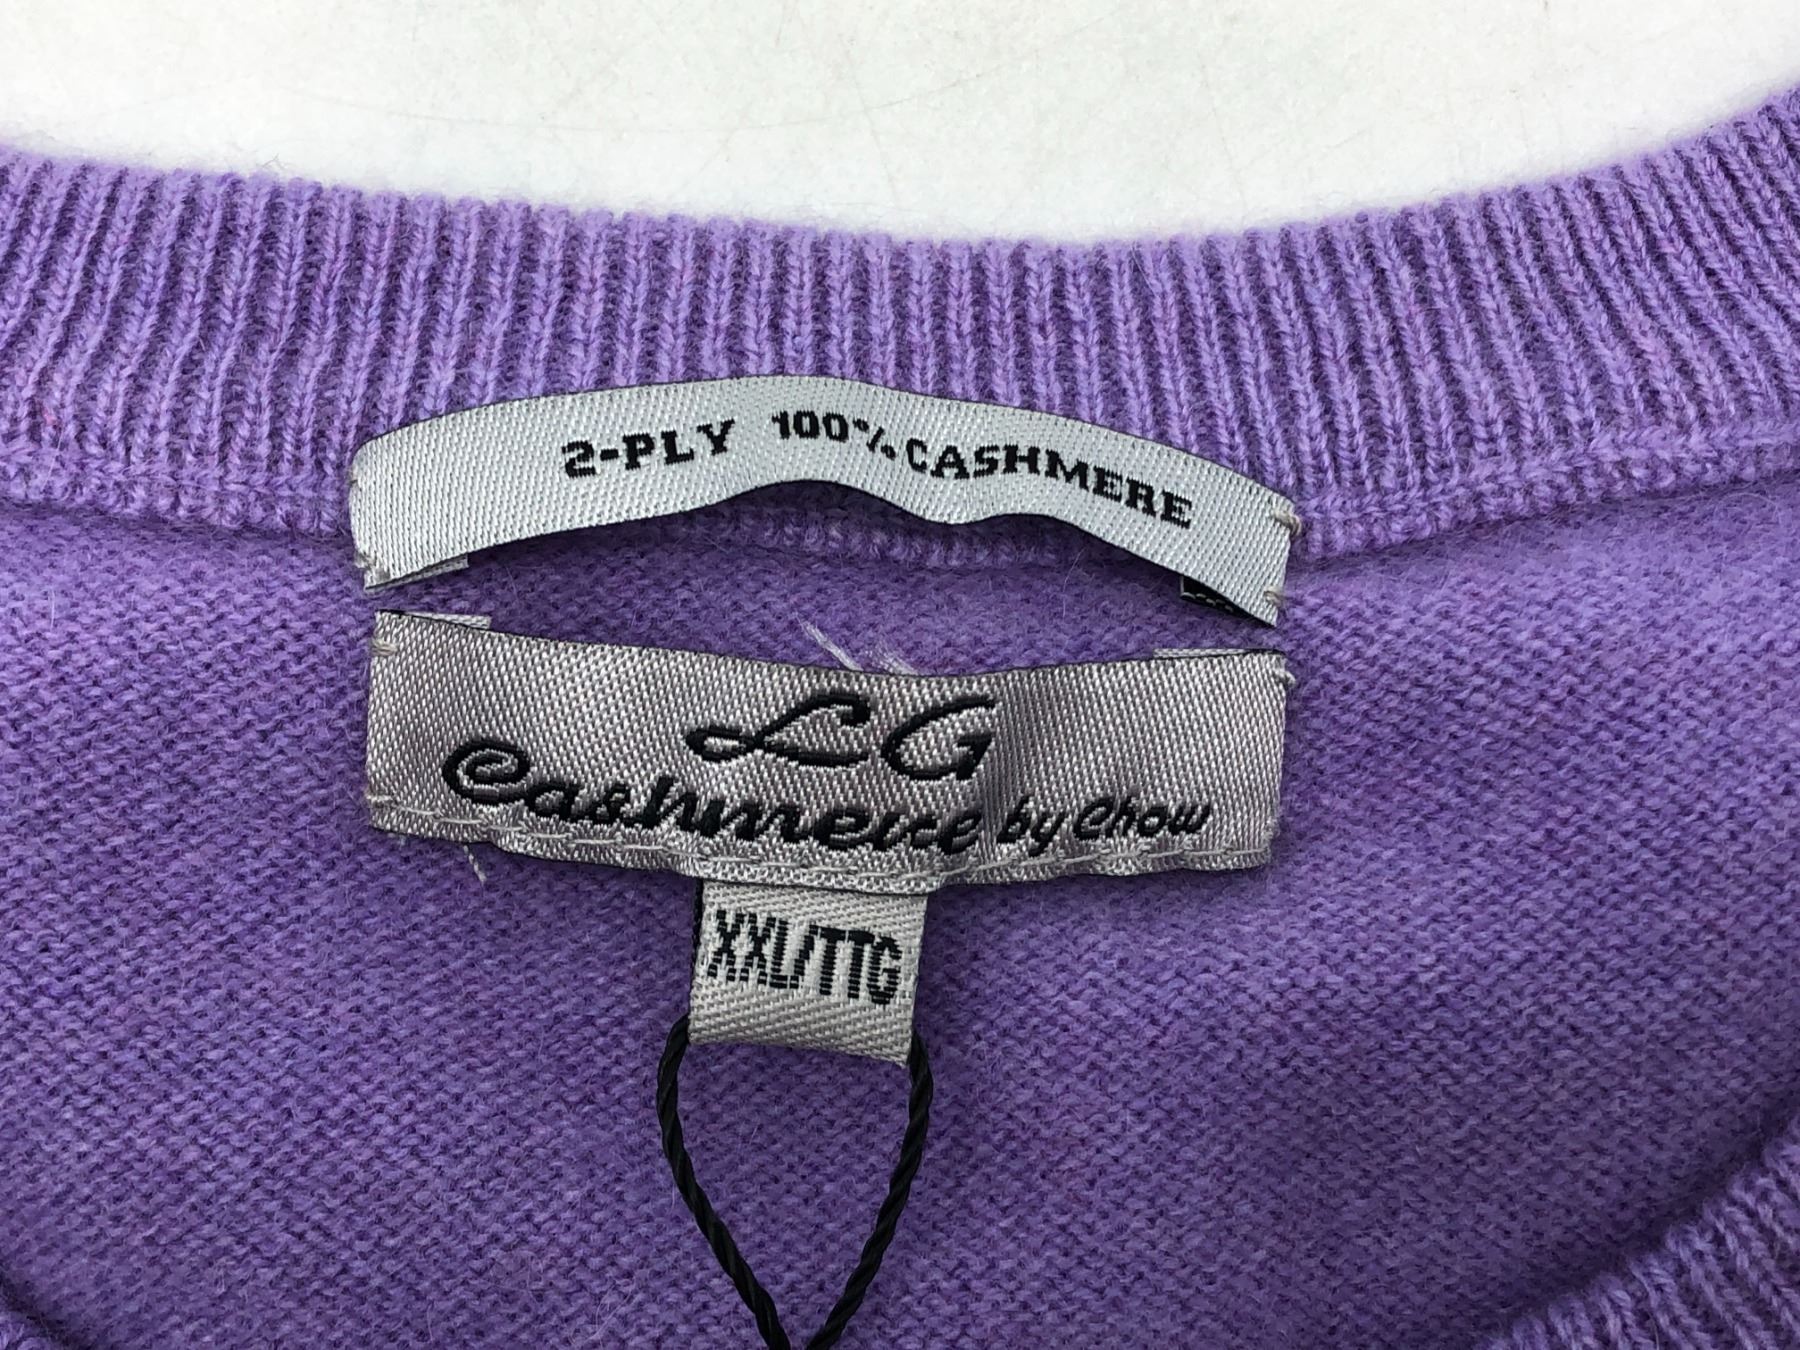 2-PLY 100% CASHMERE
LG
Cashmere by Chow
XXL/TTG